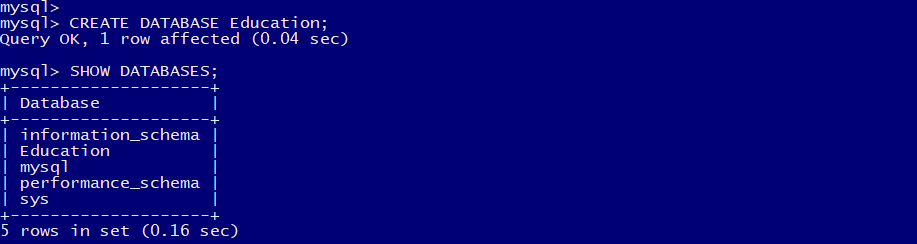 mysql>
mysql> CREATE DATABASE Education;
Query OK, 1 row affected (0.04 sec)

mysql> SHOW DATABASES;
+--------------------+
| Database           |
+--------------------+
| information_schema |
| Education          |
| mysql              |
| performance_schema |
| sys                |
+--------------------+
5 rows in set (0.16 sec)